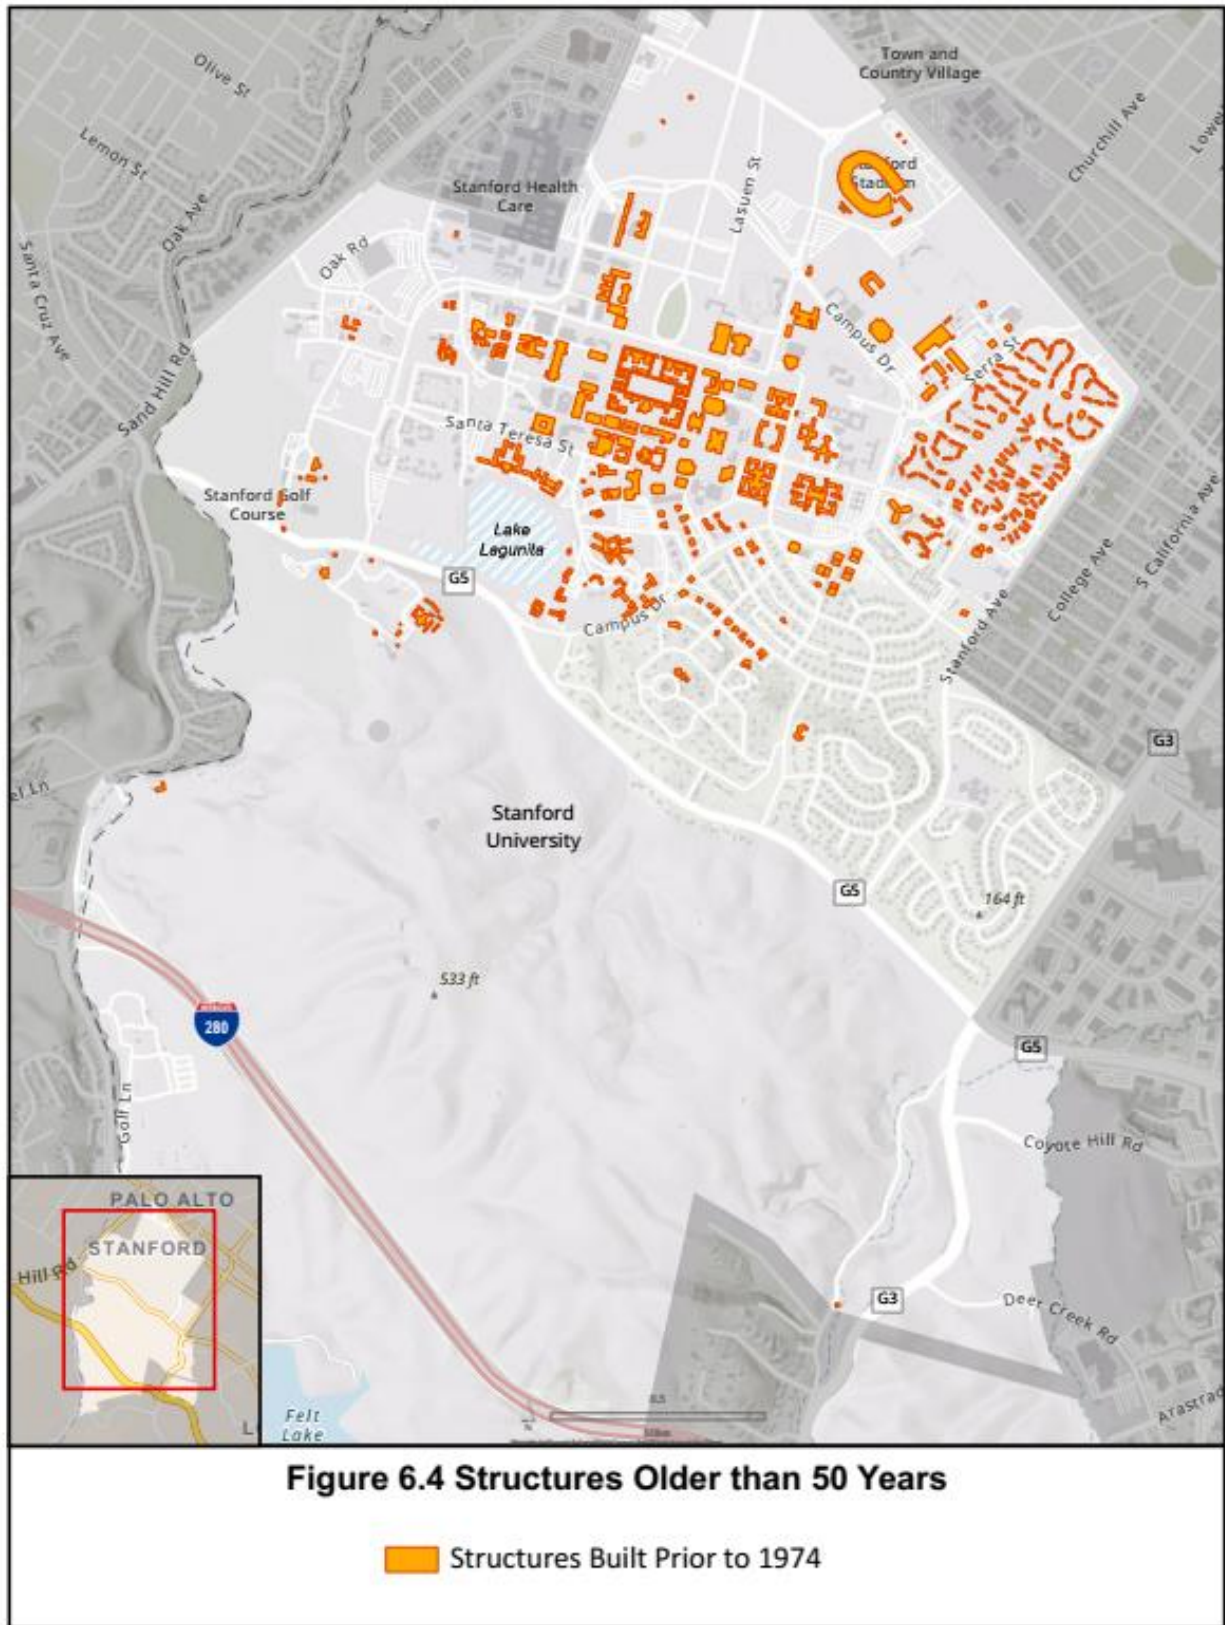 Olive St
Town and
Country Village
Churchill Ave
Lemon St
Stanford Health
Care
Lasuen St
Stadium
Oak Ave
Oak Rd
Santa Cruz Ave
Sand Hill Rd
Campus Dr
Serra St
Santa Teresa St
Stanford Golf
Course
Lake
Lagunita
G5
S California Ave
College Ave
Campus Dr
Stanford Ave
G3
Stanford
University
G5
164 ft
533 ft
280
G5
Golf Ln
Coyote Hill Rd
PALO ALTO
STANFORD
Hill Rd
G3
Deer Creek Rd
Felt
Lake
0.5
Miles
Figure 6.4 Structures Older than 50 Years
Structures Built Prior to 1974